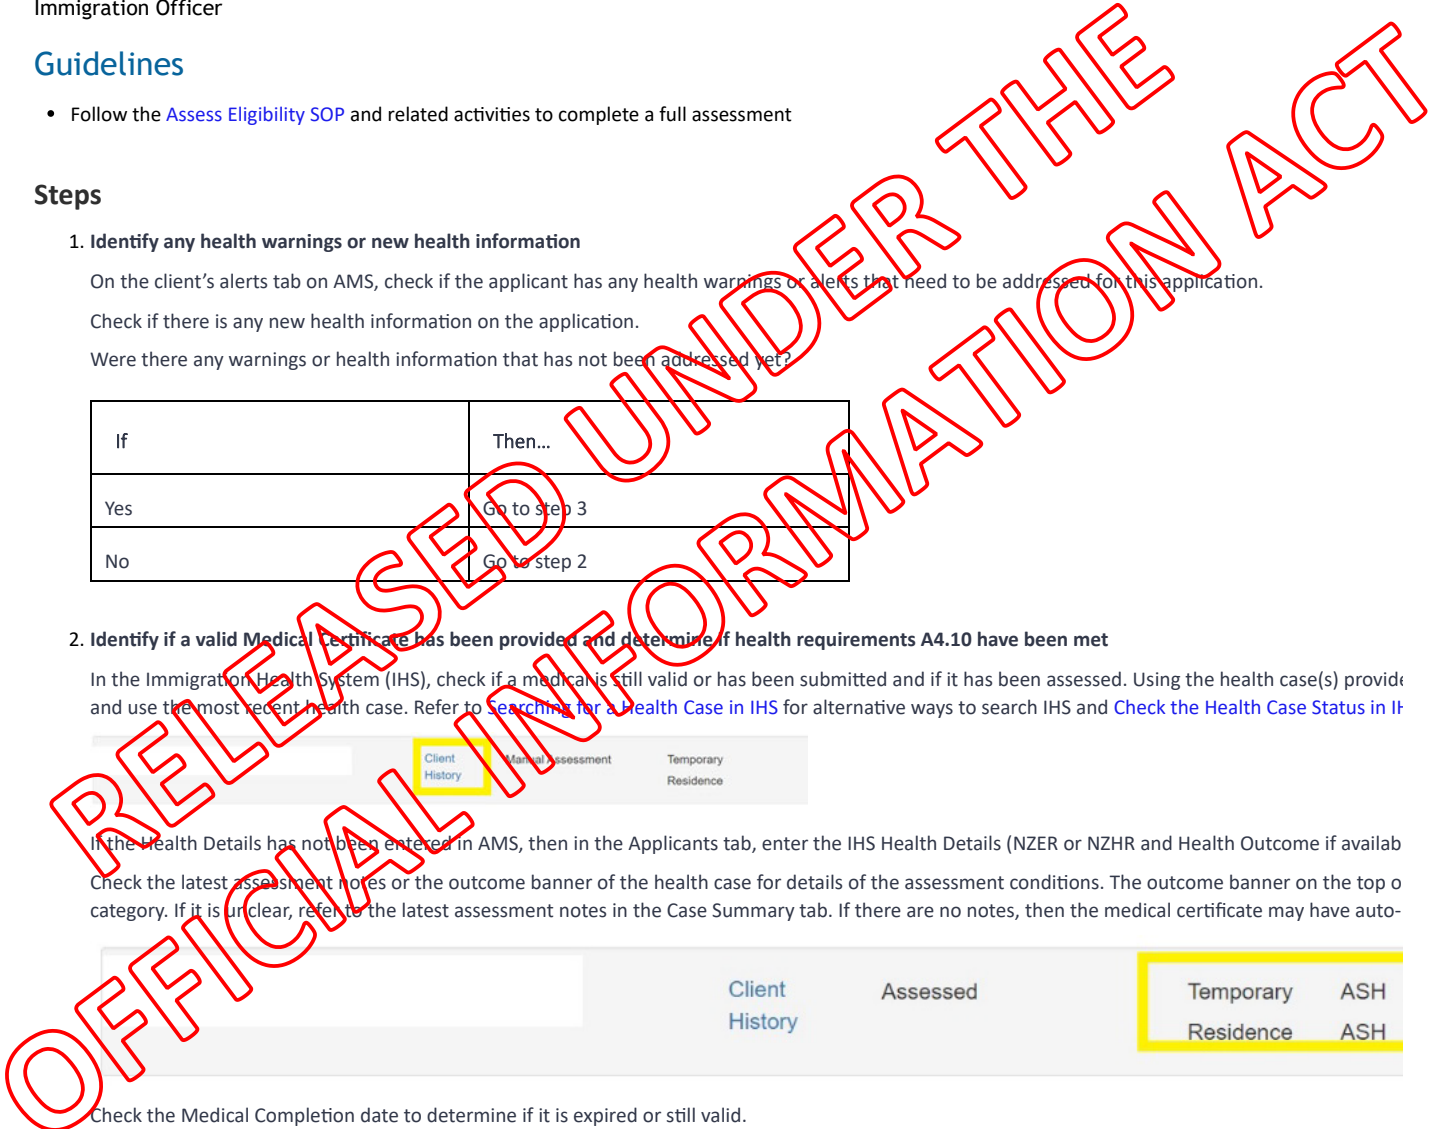 Immigration Officer
Guidelines
• Follow the Assess Eligibility SOP and related activities to complete a full assessment
Steps
1. Identify any health warnings or new health information
On the client's alerts tab on AMS, check if the applicant has any health warnings or alerts that need to be addressed for this application.
Check if there is any new health information on the application.
Were there any warnings or health information that has not been addressed yet?
If Then...
Yes Go to step 3
No Go to step 2
2. Identify if a valid Medical Certificate has been provided and determine if health requirements A4.10 have been met
In the Immigration Health System (IHS), check if a medical is still valid or has been submitted and if it has been assessed. Using the health case(s) provide
and use the most recent health case. Refer to Searching for a Health Case in IHS for alternative ways to search IHS and Check the Health Case Status in IH
Client Manual Assessment Temporary
History Residence
If the Health Details has not been entered in AMS, then in the Applicants tab, enter the IHS Health Details (NZER or NZHR and Health Outcome if availab
Check the latest assessment notes or the outcome banner of the health case for details of the assessment conditions. The outcome banner on the top o
category. If it is unclear, refer to the latest assessment notes in the Case Summary tab. If there are no notes, then the medical certificate may have auto-
Client Assessed Temporary ASH
History Residence ASH
Check the Medical Completion date to determine if it is expired or still valid.
RELEASED UNDER THE
OFFICIAL INFORMATION ACT